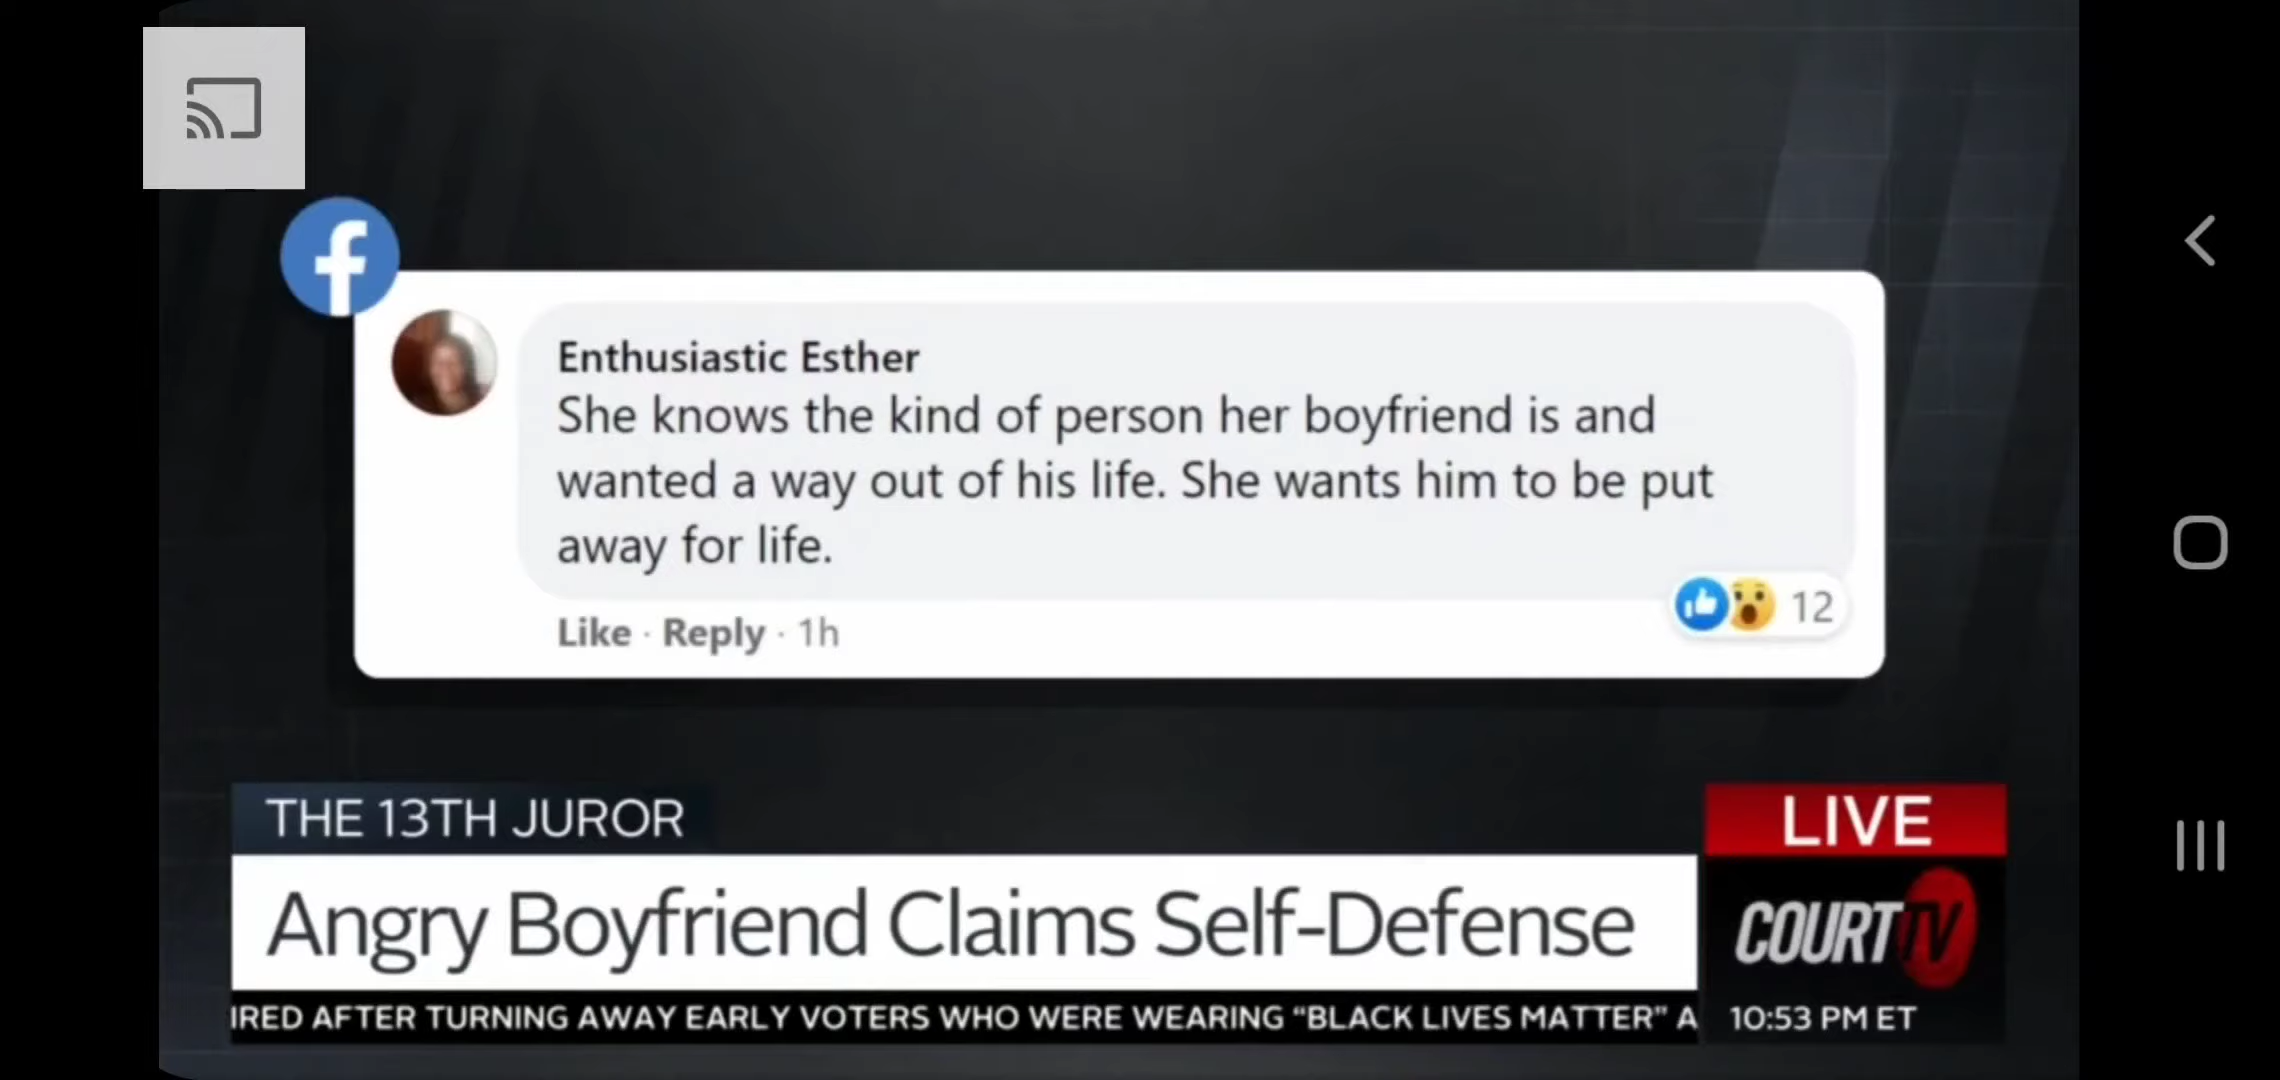 Enthusiastic Esther
She knows the kind of person her boyfriend is and
wanted a way out of his life. She wants him to be put
away for life.
Like · Reply · 1h
12
THE 13TH JUROR
Angry Boyfriend Claims Self-Defense
IRED AFTER TURNING AWAY EARLY VOTERS WHO WERE WEARING “BLACK LIVES MATTER” A
LIVE
COURT TV
10:53 PM ET